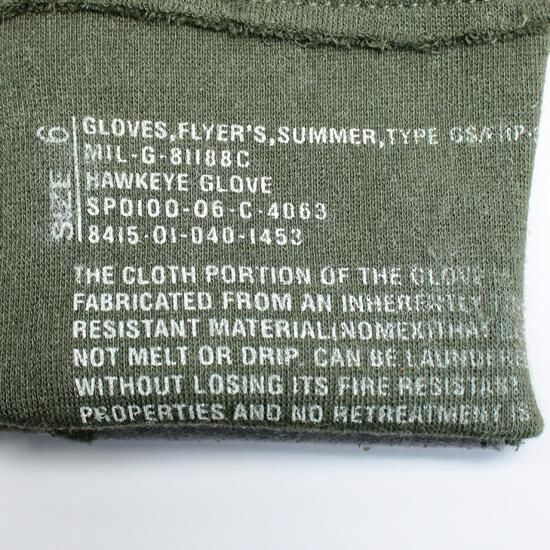 SIZE 6
GLOVES, FLYER'S, SUMMER, TYPE GS/FRP-
MIL-G-81188C
HAWKEYE GLOVE
SPO100-06-C-4063
8415-01-040-1453
THE CLOTH PORTION OF THE GLOVE
FABRICATED FROM AN INHERENTLY
RESISTANT MATERIAL(NOMEX)THAT
NOT MELT OR DRIP. CAN BE LAUNDERE
WITHOUT LOSING ITS FIRE RESISTANT
PROPERTIES AND NO RETREATMENT IS